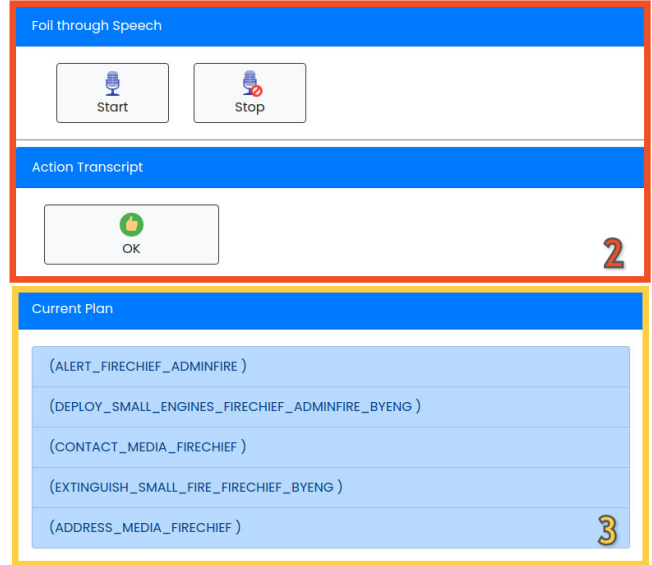 Foil through Speech
Start Stop
Action Transcript
OK
2
Current Plan
(ALERT_FIRECHIEF_ADMINFIRE )
(DEPLOY_SMALL_ENGINES_FIRECHIEF_ADMINFIRE_BYENG )
(CONTACT_MEDIA_FIRECHIEF )
(EXTINGUISH_SMALL_FIRE_FIRECHIEF_BYENG )
(ADDRESS_MEDIA_FIRECHIEF )
3